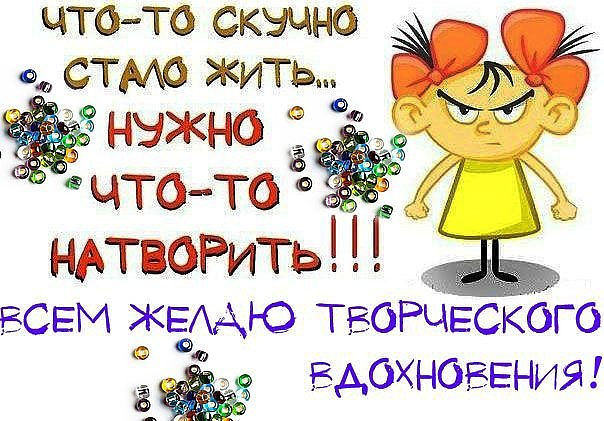 ЧТО-ТО СКУЧНО
СТАЛО ЖИТЬ...
НУЖНО
ЧТО-ТО
НАТВОРИТЬ!!!
ВСЕМ ЖЕЛАЮ ТВОРЧЕСКОГО
ВДОХНОВЕНИЯ!